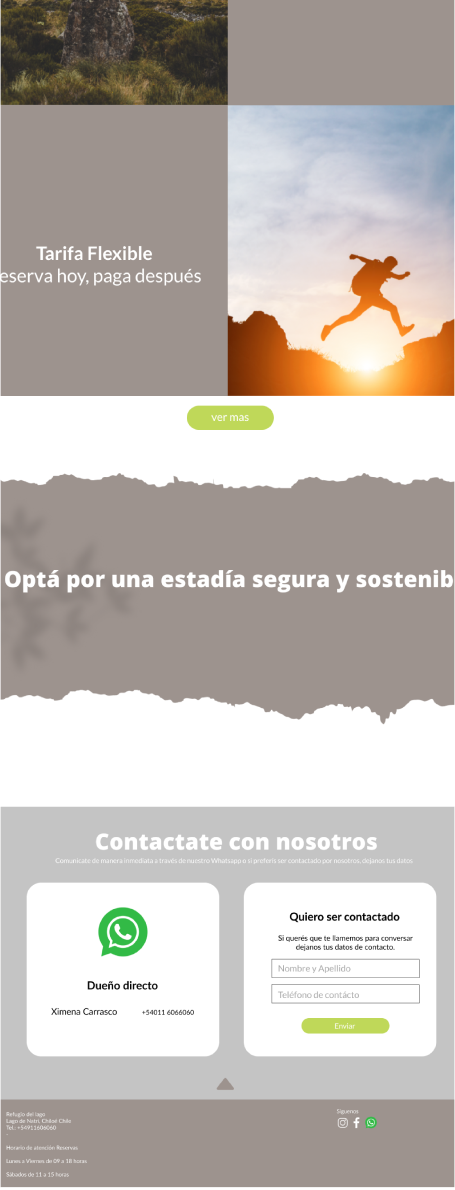 Tarifa Flexible
eserva hoy, paga después
ver mas
Optá por una estadía segura y sostenib
Contactate con nosotros
Comunicate de manera inmediata a través de nuestro Whatsapp o si preferís ser contactado por nosotros, dejanos tus datos
Dueño directo
Ximena Carrasco +54011 6066060
Quiero ser contactado
Si querés que te llamemos para conversar
dejanos tus datos de contacto.
Nombre y Apellido
Teléfono de contácto
Enviar
Refugio del lago
Lago de Natri, Chiloé Chile
Tel.: +54911606060
-
Horario de atención Reservas
Lunes a Viernes de 09 a 18 horas
Sábados de 11 a 15 horas
Siguenos